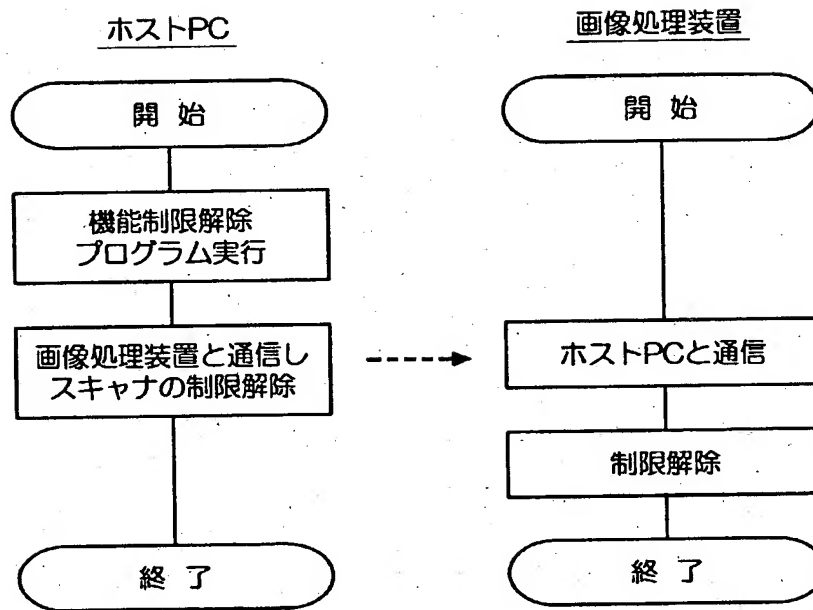 ホストPC
開始
機能制限解除
プログラム実行
画像処理装置と通信し
スキャナの制限解除
終了
画像処理装置
開始
ホストPCと通信
制限解除
終了